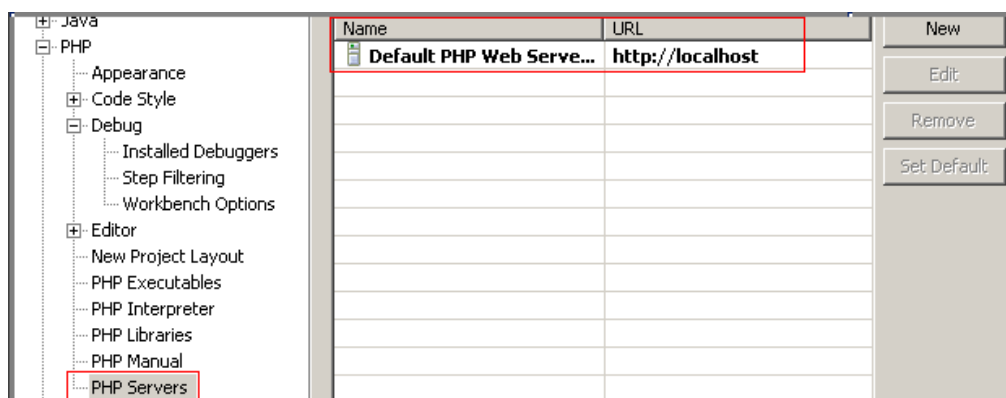 Java
PHP
Appearance
Code Style
Debug
Installed Debuggers
Step Filtering
Workbench Options
Editor
New Project Layout
PHP Executables
PHP Interpreter
PHP Libraries
PHP Manual
PHP Servers
Name URL
Default PHP Web Serve... http://localhost
New
Edit
Remove
Set Default